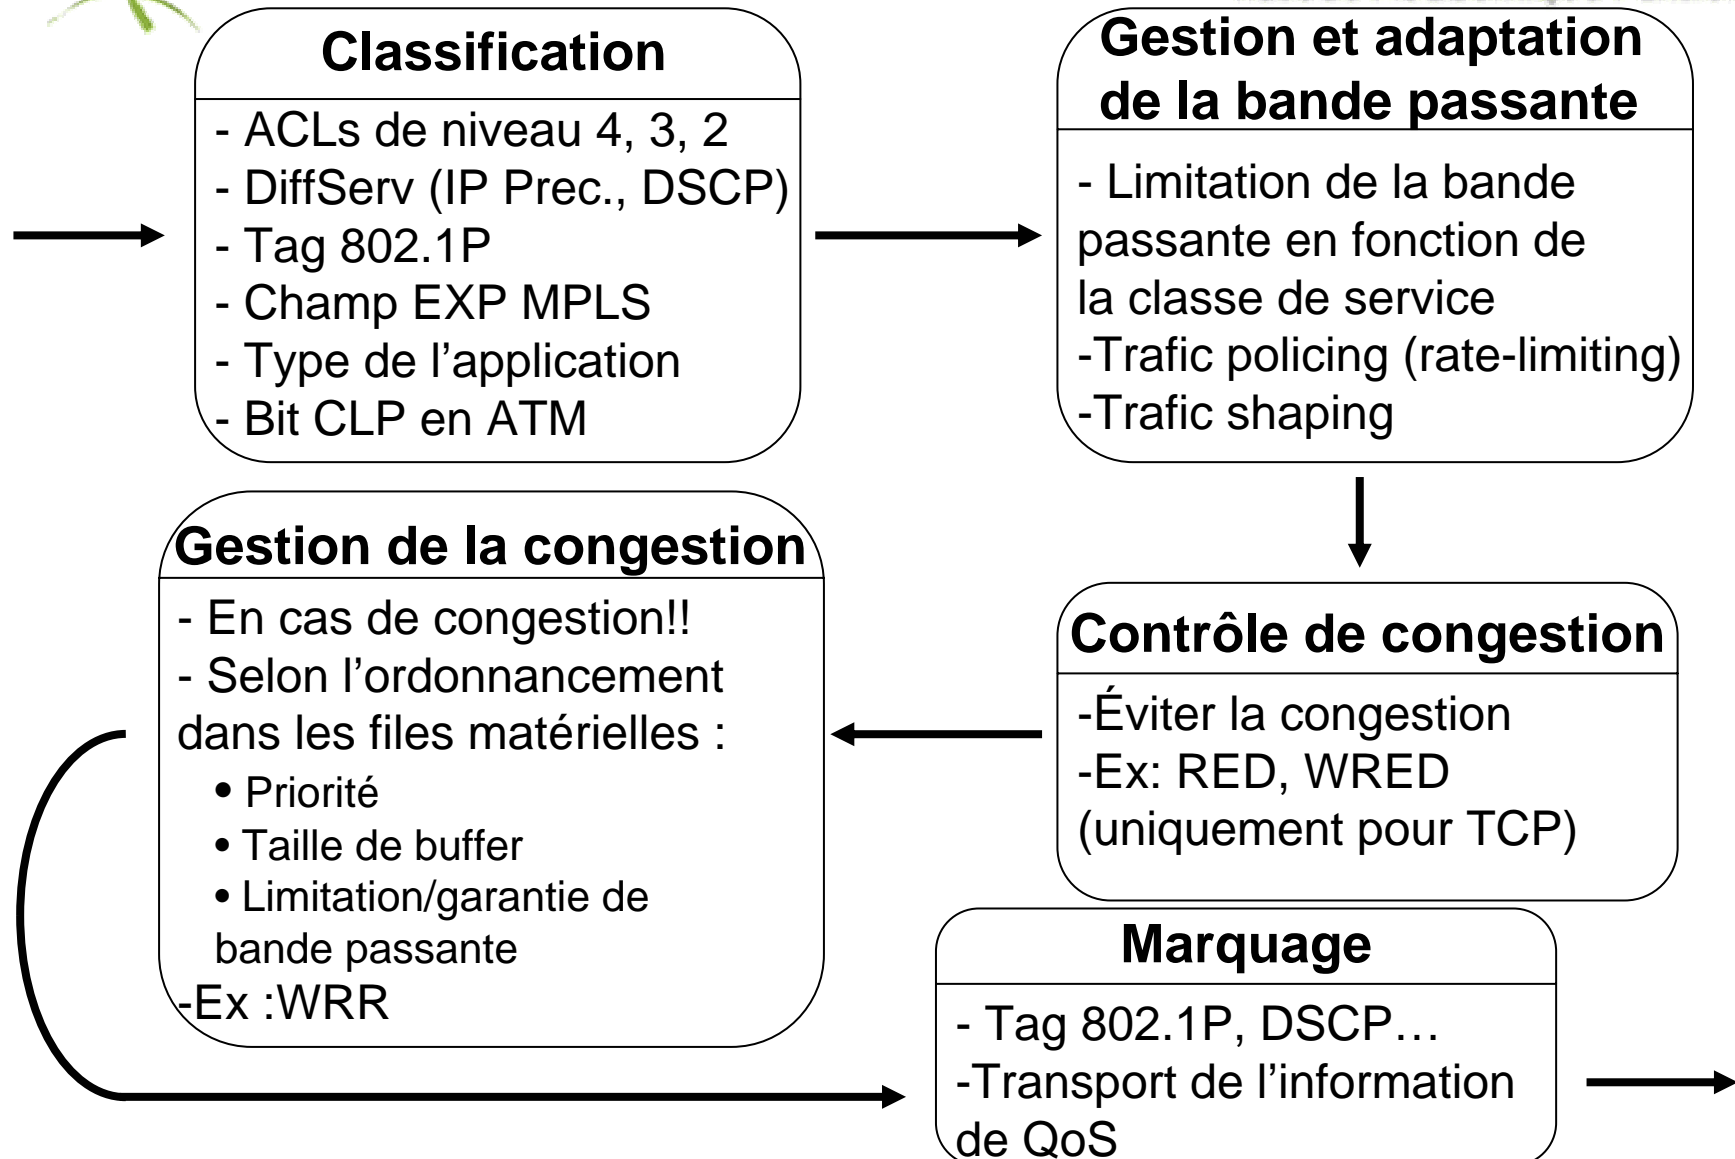 Classification
- ACLs de niveau 4, 3, 2
- DiffServ (IP Prec., DSCP)
- Tag 802.1P
- Champ EXP MPLS
- Type de l’application
- Bit CLP en ATM
Gestion et adaptation
de la bande passante
- Limitation de la bande
passante en fonction de
la classe de service
-Trafic policing (rate-limiting)
-Trafic shaping
Contrôle de congestion
-Éviter la congestion
-Ex: RED, WRED
(uniquement pour TCP)
Gestion de la congestion
- En cas de congestion!!
- Selon l’ordonnancement
dans les files matérielles :
• Priorité
• Taille de buffer
• Limitation/garantie de
bande passante
-Ex :WRR
Marquage
- Tag 802.1P, DSCP…
-Transport de l’information
de QoS